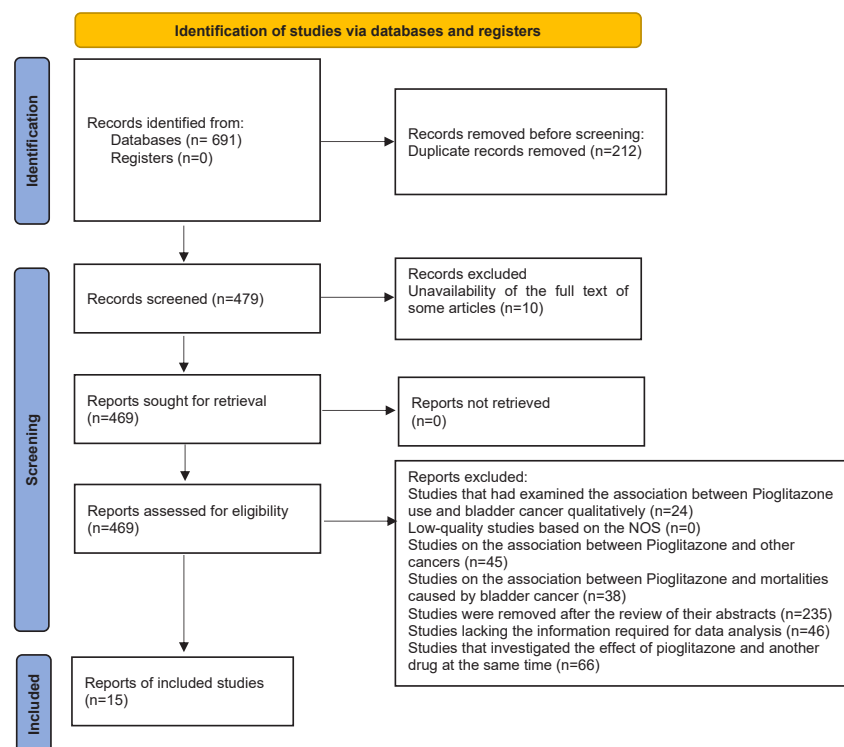 Identification of studies via databases and registers
Identification
Records identified from:
Databases (n= 691)
Registers (n=0)
Records removed before screening:
Duplicate records removed (n=212)
Screening
Records screened (n=479)
Records excluded
Unavailability of the full text of
some articles (n=10)
Reports sought for retrieval
(n=469)
Reports not retrieved
(n=0)
Reports assessed for eligibility
(n=469)
Reports excluded:
Studies that had examined the association between Pioglitazone
use and bladder cancer qualitatively (n=24)
Low-quality studies based on the NOS (n=0)
Studies on the association between Pioglitazone and other
cancers (n=45)
Studies on the association between Pioglitazone and mortalities
caused by bladder cancer (n=38)
Studies were removed after the review of their abstracts (n=235)
Studies lacking the information required for data analysis (n=46)
Studies that investigated the effect of pioglitazone and another
drug at the same time (n=66)
Included
Reports of included studies
(n=15)